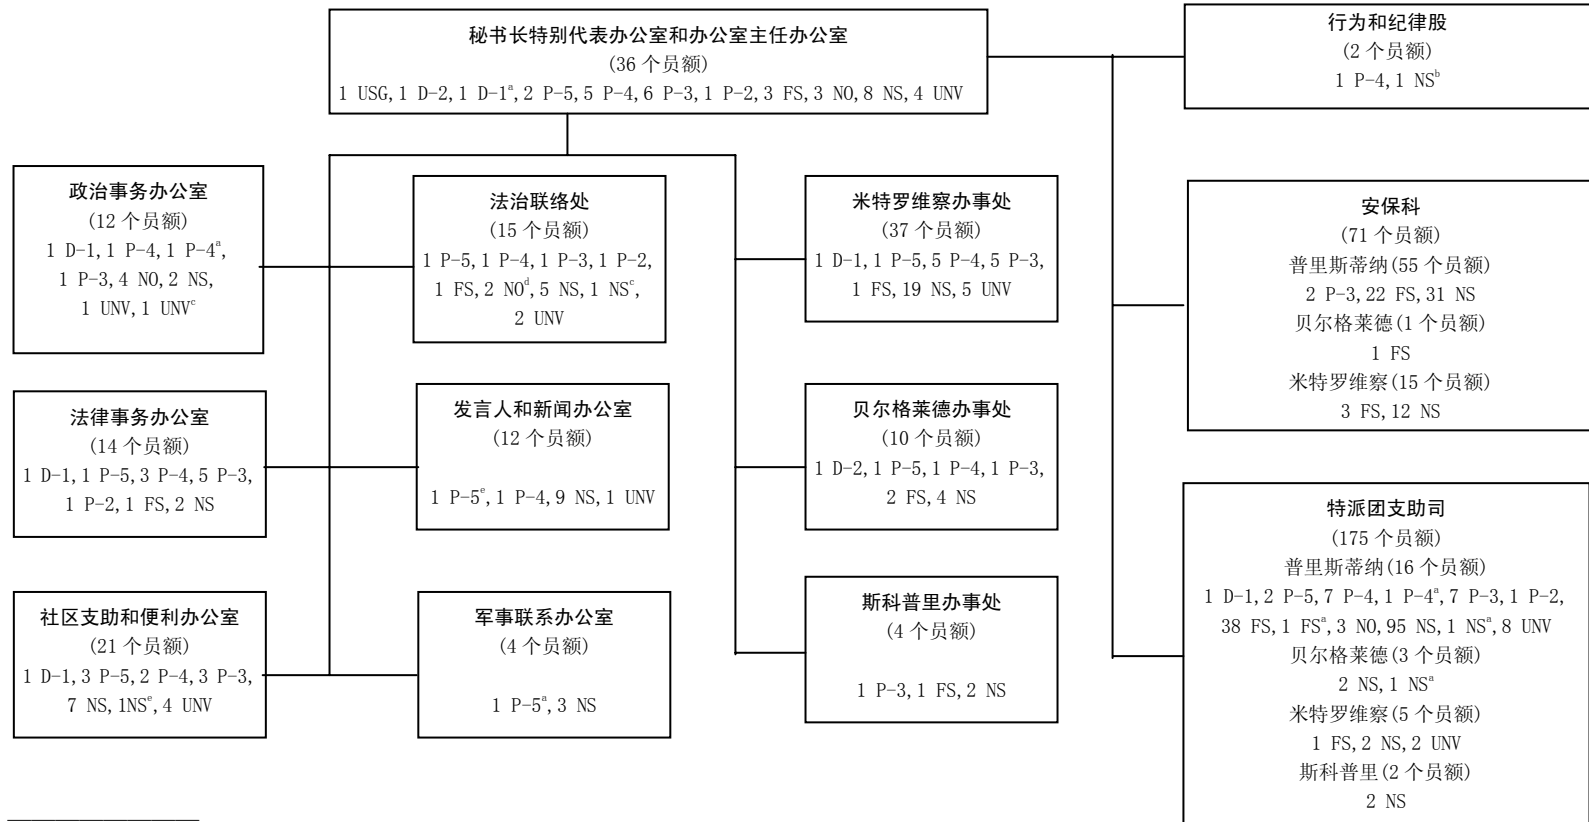 秘书长特别代表办公室和办公室主任办公室
(36 个员额)
1 USG, 1 D-2, 1 D-1ᵃ, 2 P-5, 5 P-4, 6 P-3, 1 P-2, 3 FS, 3 NO, 8 NS, 4 UNV
行为和纪律股
(2 个员额)
1 P-4, 1 NSᵇ
政治事务办公室
(12 个员额)
1 D-1, 1 P-4, 1 P-4ᵃ,
1 P-3, 4 NO, 2 NS,
1 UNV, 1 UNVᶜ
法治联络处
(15 个员额)
1 P-5, 1 P-4, 1 P-3, 1 P-2,
1 FS, 2 NOᵈ, 5 NS, 1 NSᶜ,
2 UNV
米特罗维察办事处
(37 个员额)
1 D-1, 1 P-5, 5 P-4, 5 P-3,
1 FS, 19 NS, 5 UNV
安保科
(71 个员额)
普里斯蒂纳(55 个员额)
2 P-3, 22 FS, 31 NS
贝尔格莱德(1 个员额)
1 FS
米特罗维察(15 个员额)
3 FS, 12 NS
法律事务办公室
(14 个员额)
1 D-1, 1 P-5, 3 P-4, 5 P-3,
1 P-2, 1 FS, 2 NS
发言人和新闻办公室
(12 个员额)
1 P-5ᵉ, 1 P-4, 9 NS, 1 UNV
贝尔格莱德办事处
(10 个员额)
1 D-2, 1 P-5, 1 P-4, 1 P-3,
2 FS, 4 NS
特派团支助司
(175 个员额)
普里斯蒂纳(16 个员额)
1 D-1, 2 P-5, 7 P-4, 1 P-4ᵃ, 7 P-3, 1 P-2,
38 FS, 1 FSᵃ, 3 NO, 95 NS, 1 NSᵃ, 8 UNV
贝尔格莱德(3 个员额)
2 NS, 1 NSᵃ
米特罗维察(5 个员额)
1 FS, 2 NS, 2 UNV
斯科普里(2 个员额)
2 NS
社区支助和便利办公室
(21 个员额)
1 D-1, 3 P-5, 2 P-4, 3 P-3,
7 NS, 1NSᵉ, 4 UNV
军事联系办公室
(4 个员额)
1 P-5ᵃ, 3 NS
斯科普里办事处
(4 个员额)
1 P-3, 1 FS, 2 NS